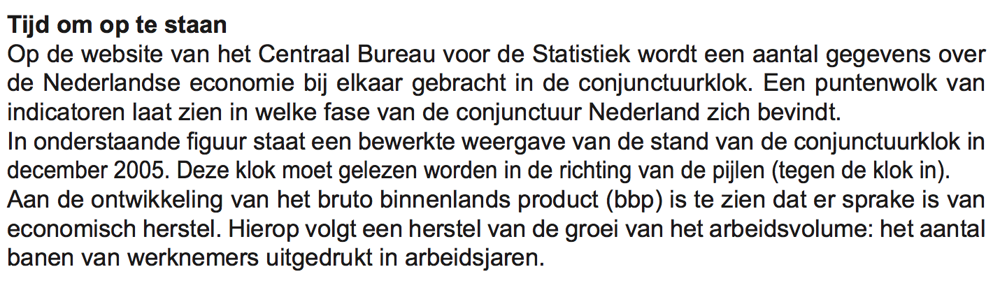 Tijd om op te staan
Op de website van het Centraal Bureau voor de Statistiek wordt een aantal gegevens over
de Nederlandse economie bij elkaar gebracht in de conjunctuurklok. Een puntenwolk van
indicatoren laat zien in welke fase van de conjunctuur Nederland zich bevindt.
In onderstaande figuur staat een bewerkte weergave van de stand van de conjunctuurklok in
december 2005. Deze klok moet gelezen worden in de richting van de pijlen (tegen de klok in).
Aan de ontwikkeling van het bruto binnenlands product (bbp) is te zien dat er sprake is van
economisch herstel. Hierop volgt een herstel van de groei van het arbeidsvolume: het aantal
banen van werknemers uitgedrukt in arbeidsjaren.